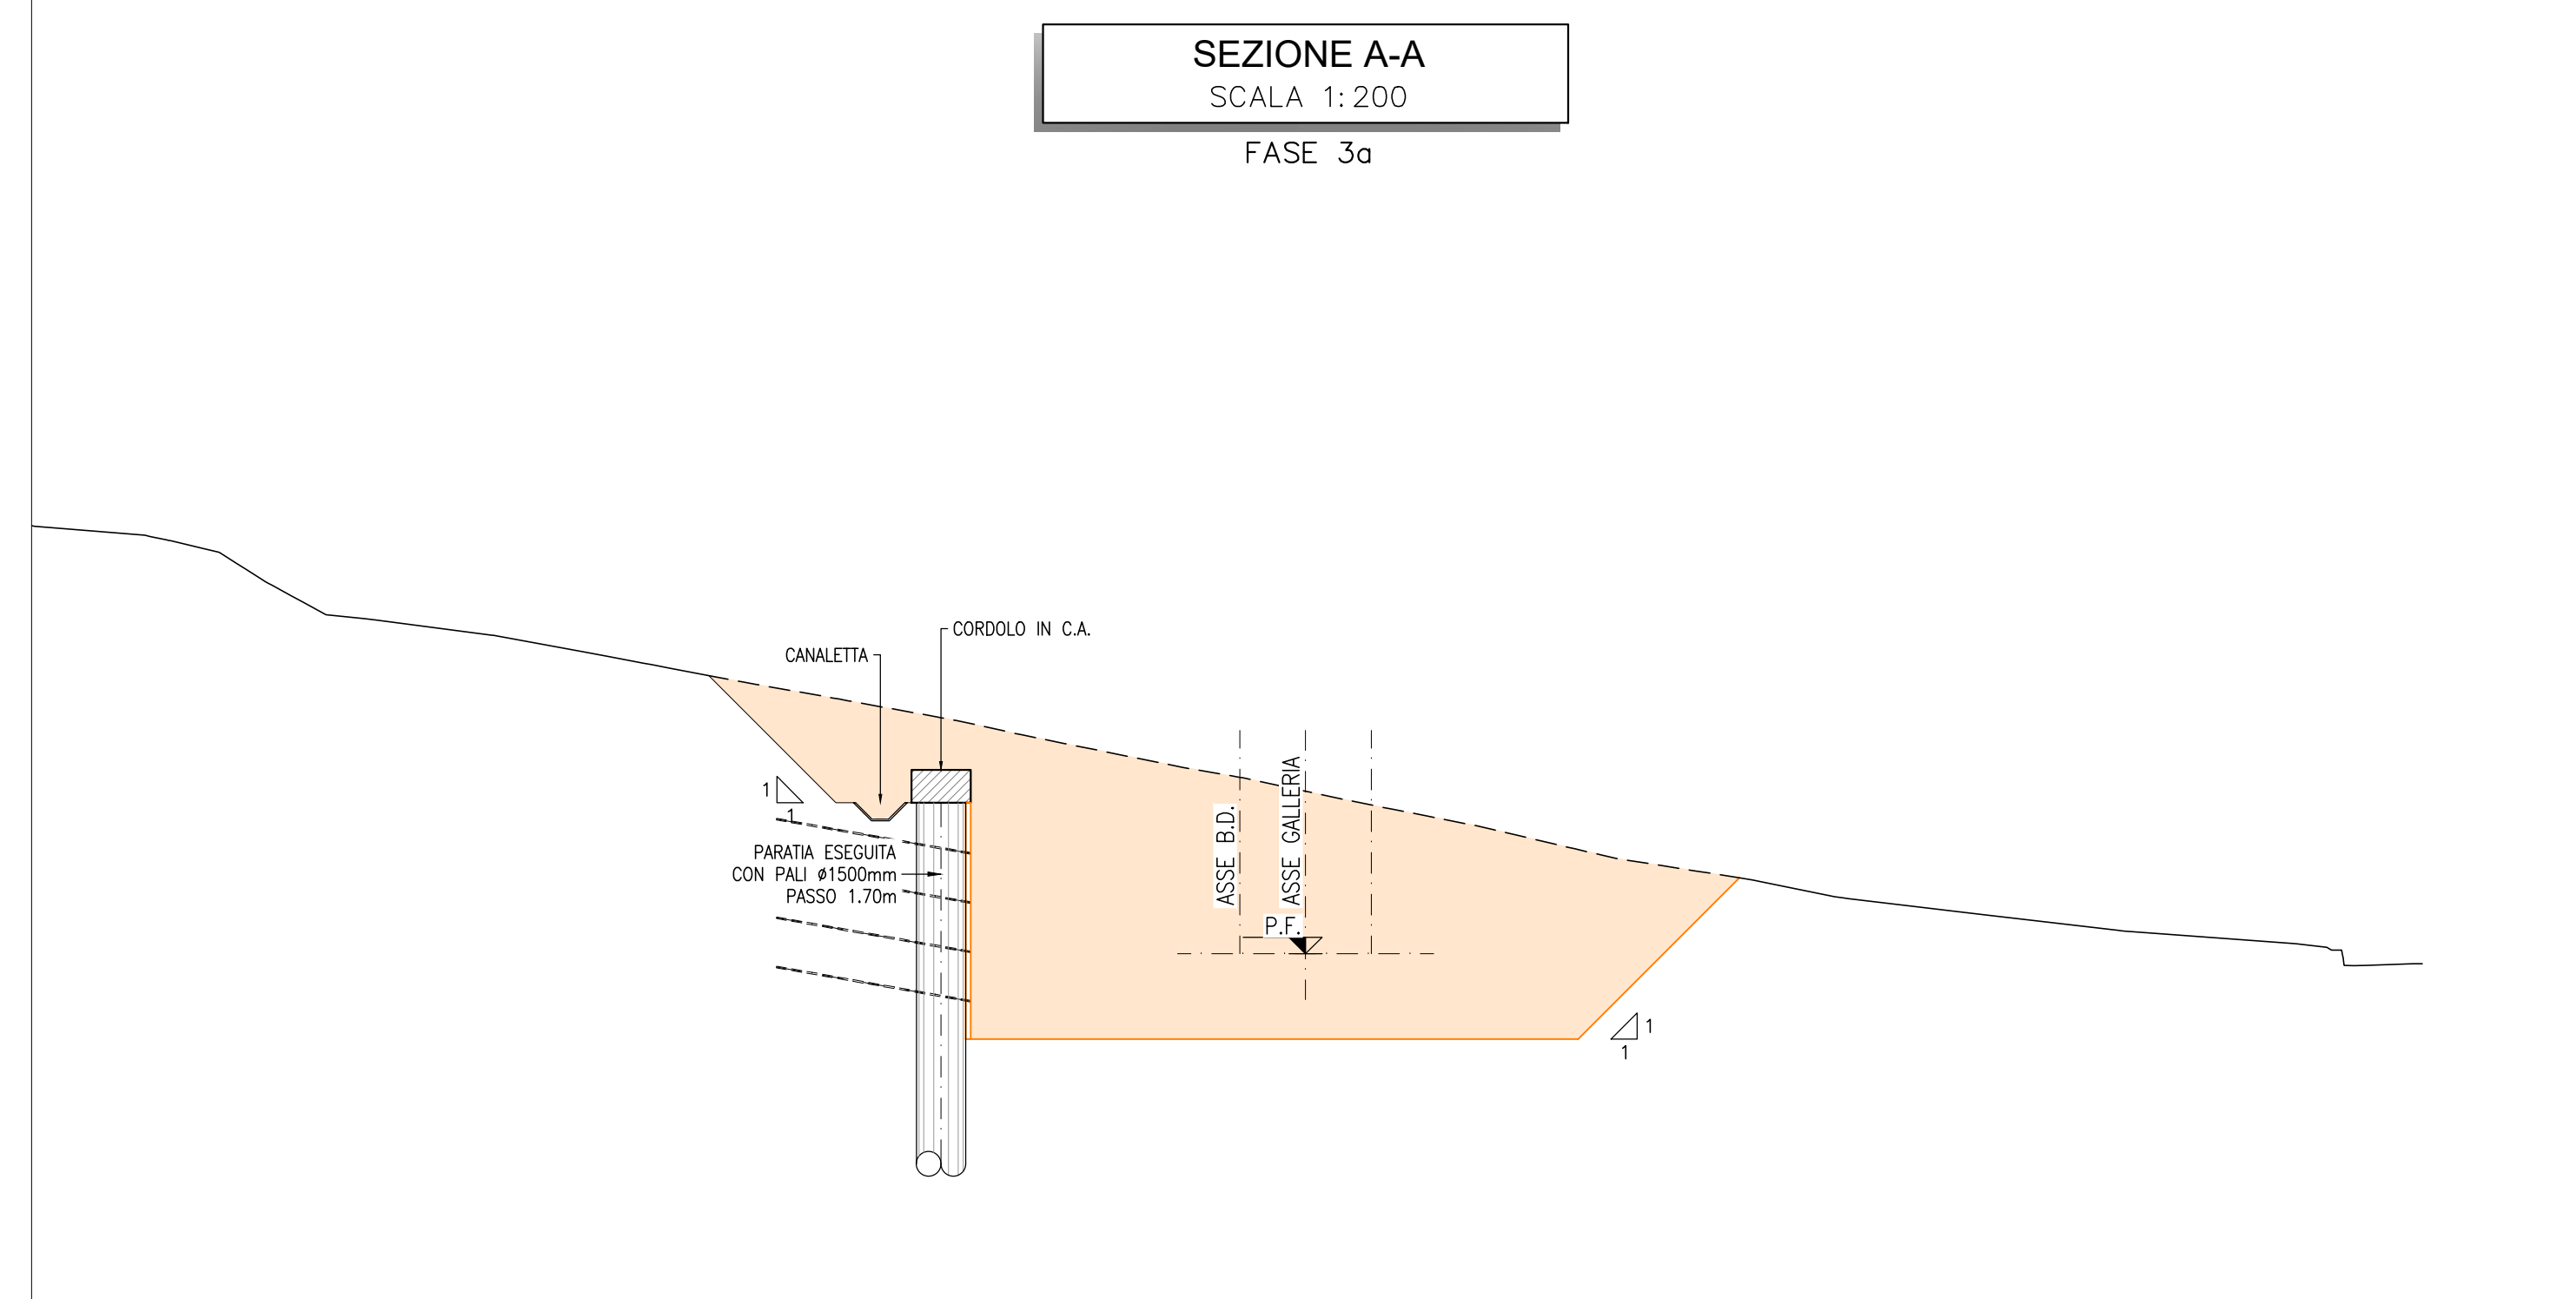 SEZIONE A-A
SCALA 1:200
FASE 3a
CORDOLO IN C.A.
CANALETTA
1
1
PARATIA ESEGUITA
CON PALI ø1500mm
PASSO 1.70m
ASSE B.D.
ASSE GALLERIA
P.F.
1
1